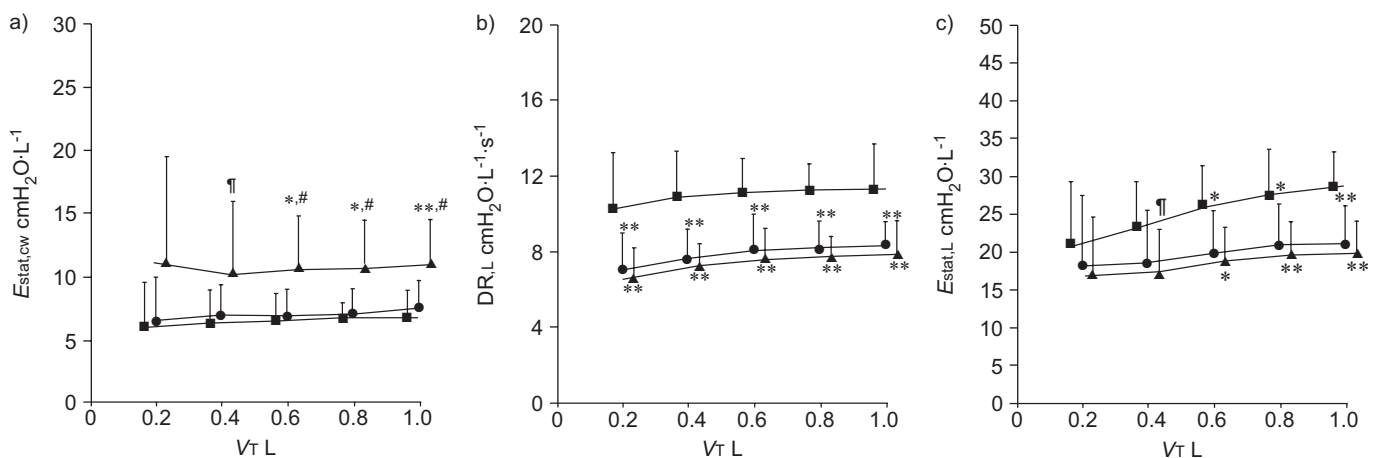 a)
30
25
20
15
10
5
0
Estat,cw cmH2O·L-1
¶
*,#
*,#
**,#
0 0.2 0.4 0.6 0.8 1.0
VT L
b)
20
16
12
8
4
0
DR,L cmH2O·L-1·s-1
** ** ** ** **
** ** ** ** **
0 0.2 0.4 0.6 0.8 1.0
VT L
c)
50
45
40
35
30
25
20
15
10
5
0
Estat,L cmH2O·L-1
¶ * * **
* ** **
0 0.2 0.4 0.6 0.8 1.0
VT L